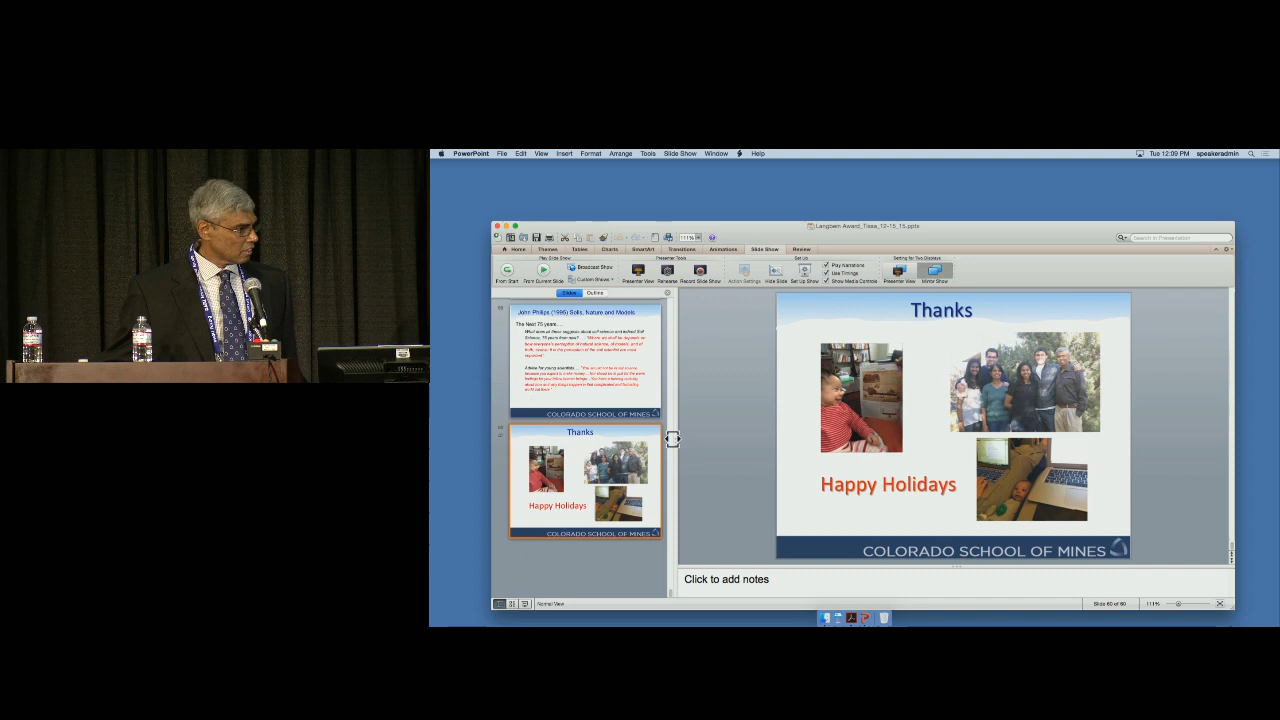 PowerPoint File Edit View Insert Format Arrange Tools Slide Show Window Help
Tue 12:09 PM speakeradmin
Langbein Award_Tissa_12-15_15.pptx
111%
Search in Presentation
Home Themes Tables Charts SmartArt Transitions Animations Slide Show Review
Play Slide Show Presenter Tools Set Up Setting for Two Displays
From Start From Current Slide Broadcast Show Custom Shows Presenter View Rehearse Record Slide Show Action Settings Hide Slide Set Up Show
Play Narrations
Use Timings
Show Media Controls
Presenter View Mirror Show
Slides Outline
John Philips (1995) Soils, Nature and Models
The Next 75 years....
COLORADO SCHOOL OF MINES
Thanks
Happy Holidays
COLORADO SCHOOL OF MINES
Thanks
Happy Holidays
COLORADO SCHOOL OF MINES
Click to add notes
Normal View
Slide 60 of 60
111%